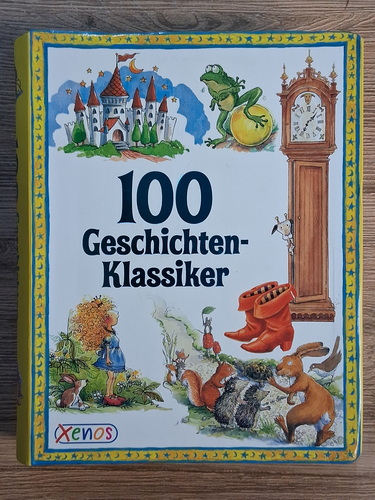 100
Geschichten-
Klassiker
xenos